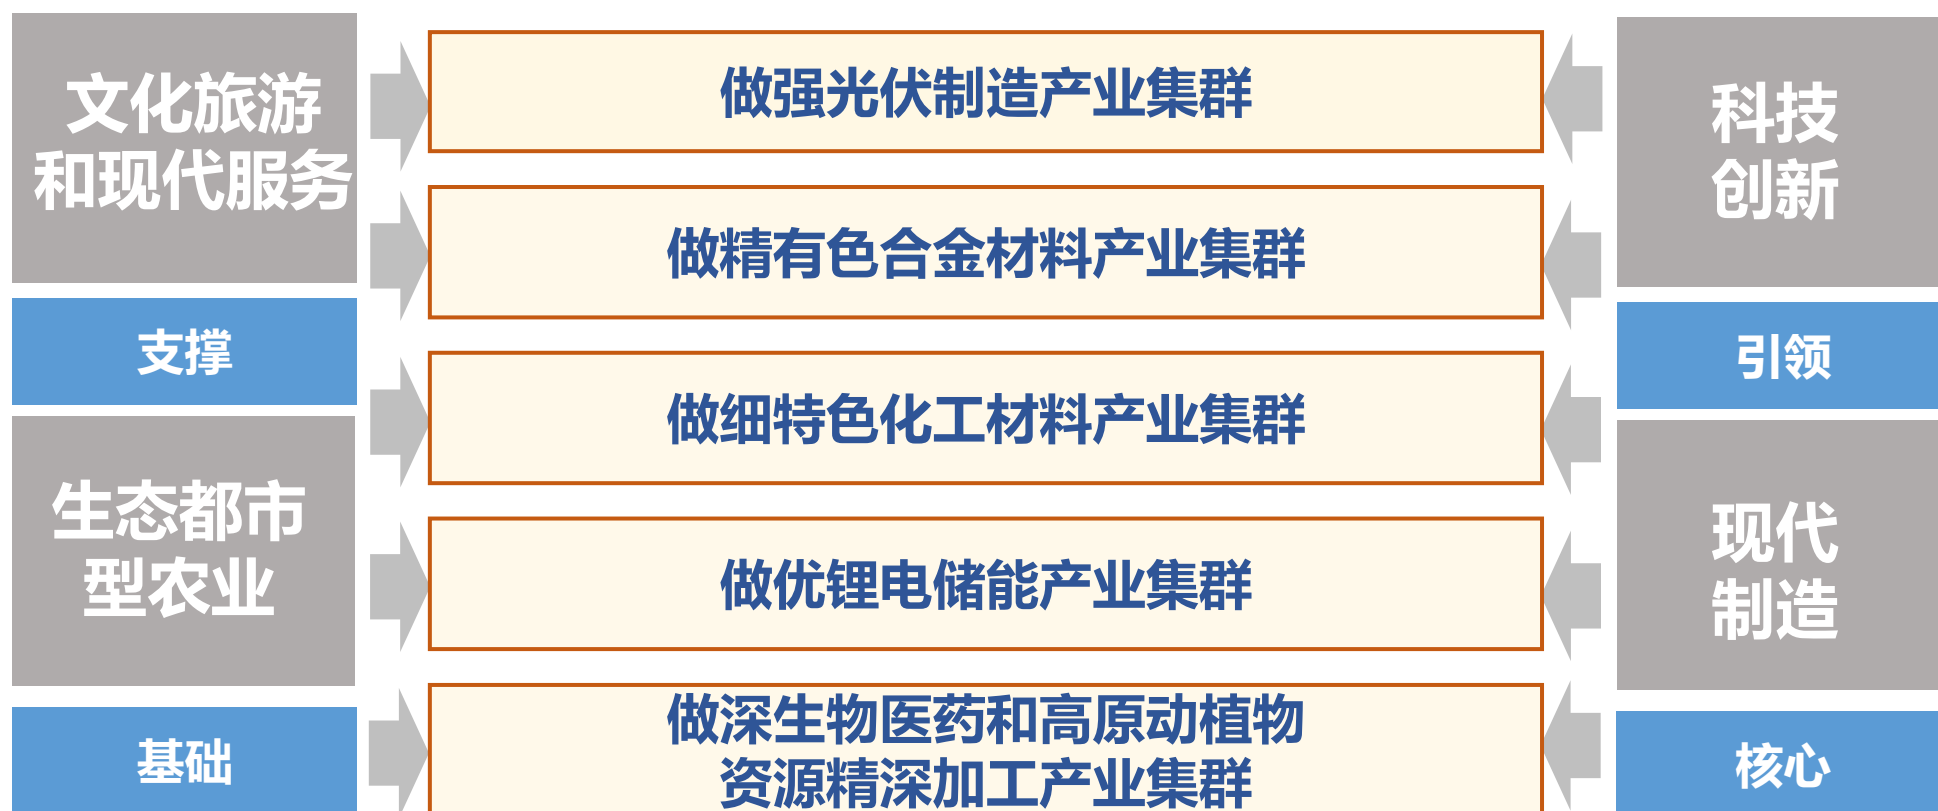 文化旅游
和现代服务
支撑
生态都市
型农业
基础
做强光伏制造产业集群
做精有色合金材料产业集群
做细特色化工材料产业集群
做优锂电储能产业集群
做深生物医药和高原动植物
资源精深加工产业集群
科技
创新
引领
现代
制造
核心